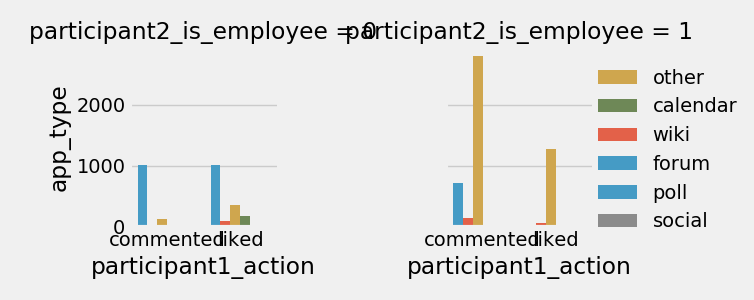 participant2_is_employee = 0
participant2_is_employee = 1
app_type
2000
1000
0
commented
liked
participant1_action
commented
liked
participant1_action
other
calendar
wiki
forum
poll
social